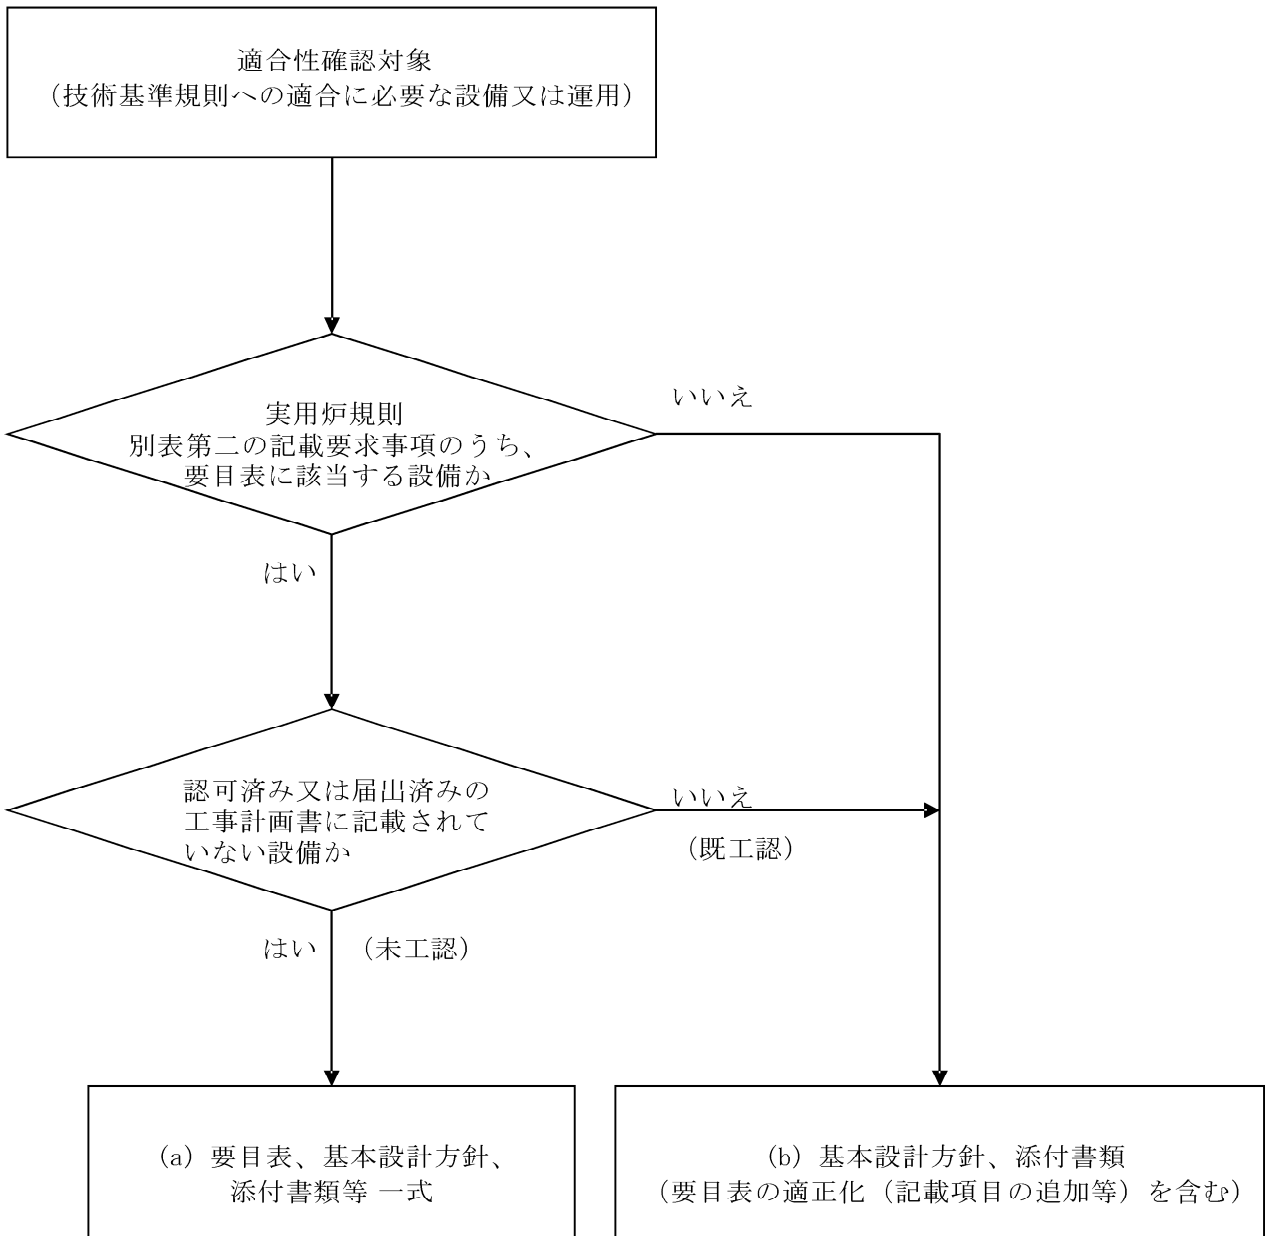 適合性確認対象
（技術基準規則への適合に必要な設備又は運用）
実用炉規則
別表第二の記載要求事項のうち、
要目表に該当する設備か
いいえ
はい
認可済み又は届出済みの
工事計画書に記載されて
いない設備か
いいえ
（既工認）
はい （未工認）
（a）要目表、基本設計方針、
添付書類等 一式
（b）基本設計方針、添付書類
（要目表の適正化（記載項目の追加等）を含む）